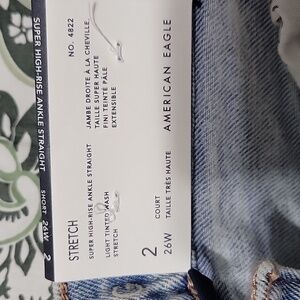 SUPER HIGH-RISE ANKLE STRAIGHT
SHORT 26W 2
STRETCH
NO. 4822
SUPER HIGH-RISE ANKLE STRAIGHT
LIGHT TINTED WASH
STRETCH
JAMBE DROITE À LA CHEVILLE
TAILLE SUPER HAUTE
FINI TEINTÉ PÂLE
EXTENSIBLE
2
COURT
26W
TAILLE TRÈS HAUTE
AMERICAN EAGLE